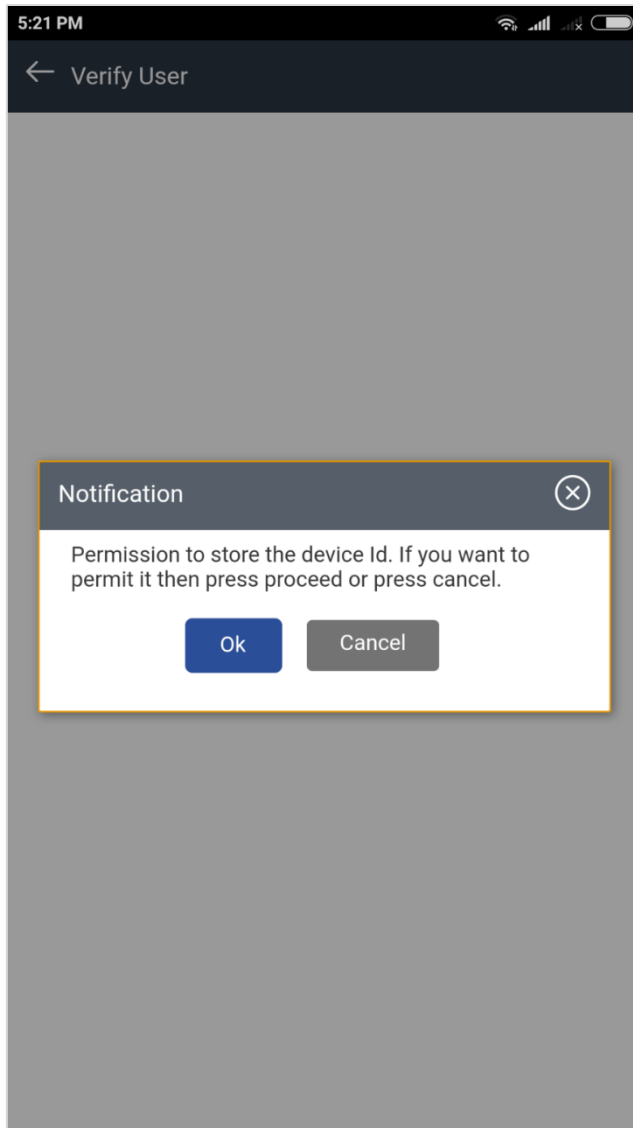 5:21 PM
Verify User
Notification
Permission to store the device Id. If you want to
permit it then press proceed or press cancel.
Ok
Cancel